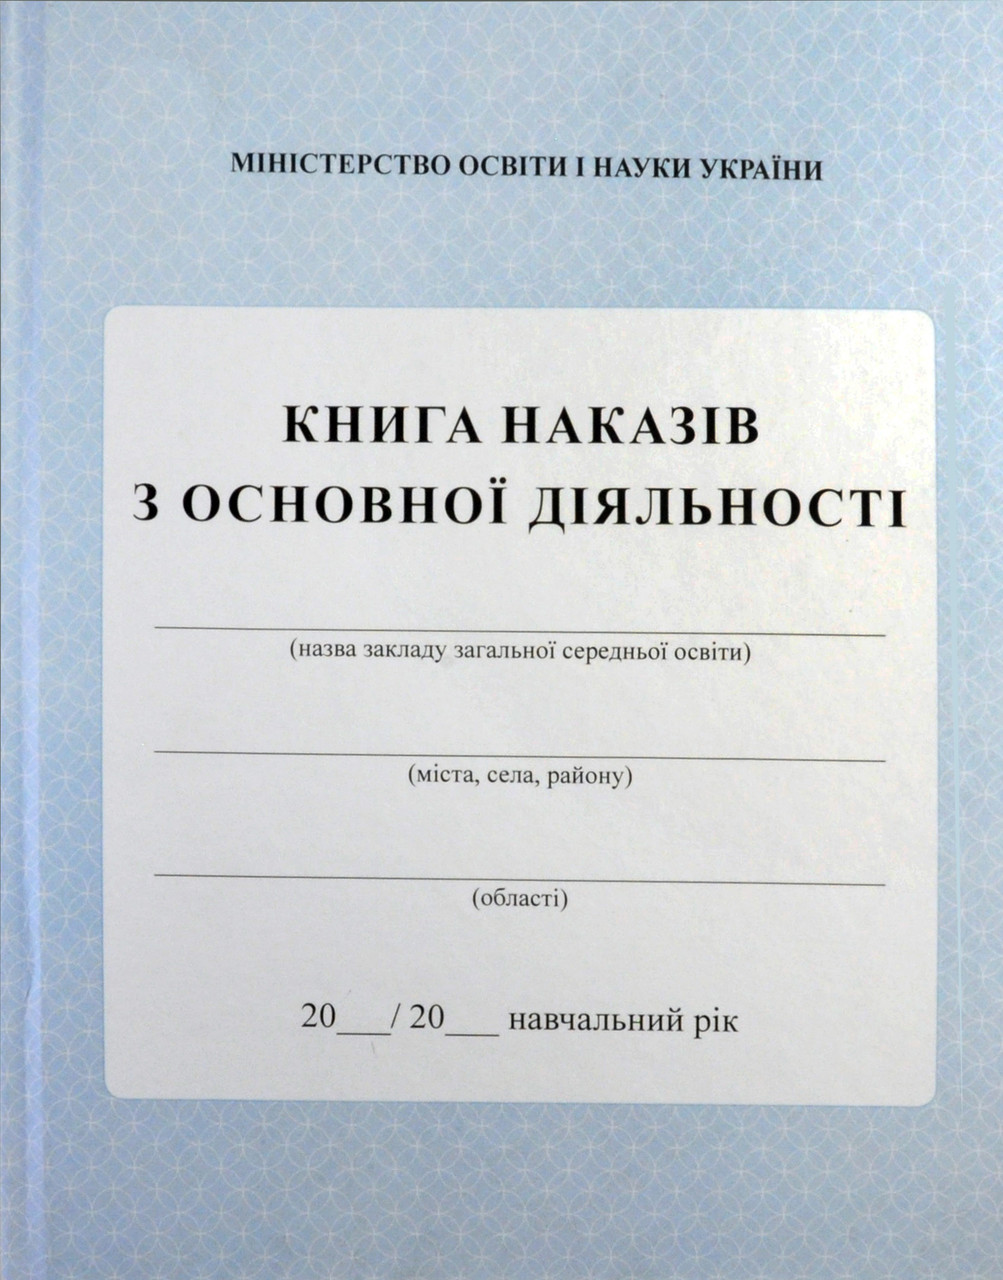 МІНІСТЕРСТВО ОСВІТИ І НАУКИ УКРАЇНИ
КНИГА НАКАЗІВ
З ОСНОВНОЇ ДІЯЛЬНОСТІ
(назва закладу загальної середньої освіти)
(міста, села, району)
(області)
20___/ 20___ навчальний рік